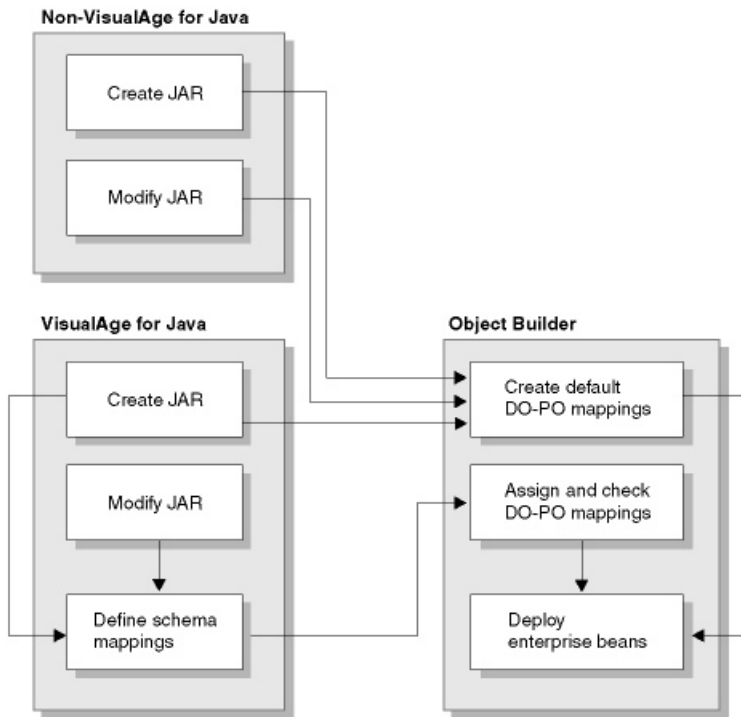 Non-VisualAge for Java
Create JAR
Modify JAR
VisualAge for Java
Create JAR
Modify JAR
Define schema
mappings
Object Builder
Create default
DO-PO mappings
Assign and check
DO-PO mappings
Deploy
enterprise beans